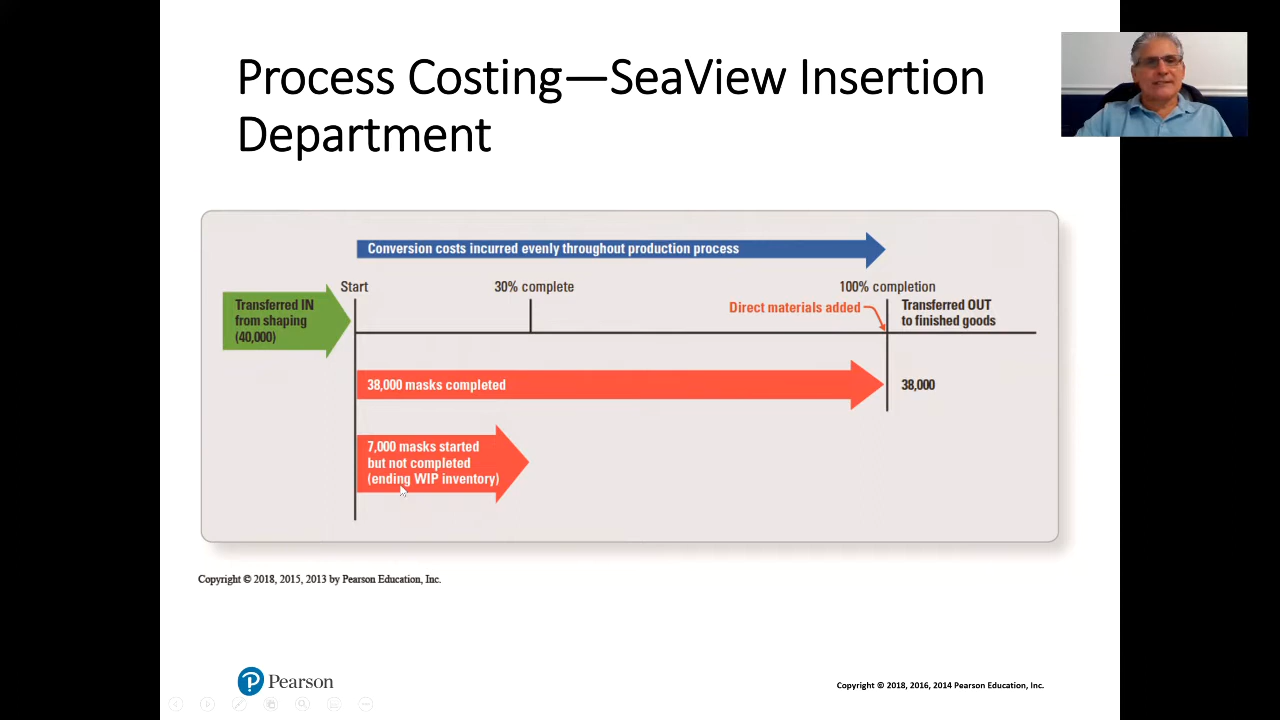 Process Costing—SeaView Insertion
Department
Conversion costs incurred evenly throughout production process
Start
30% complete
100% completion
Transferred IN
from shaping
(40,000)
Direct materials added
Transferred OUT
to finished goods
38,000 masks completed
38,000
7,000 masks started
but not completed
(ending WIP inventory)
Copyright © 2018, 2015, 2013 by Pearson Education, Inc.
P Pearson
Copyright © 2018, 2016, 2014 Pearson Education, Inc.